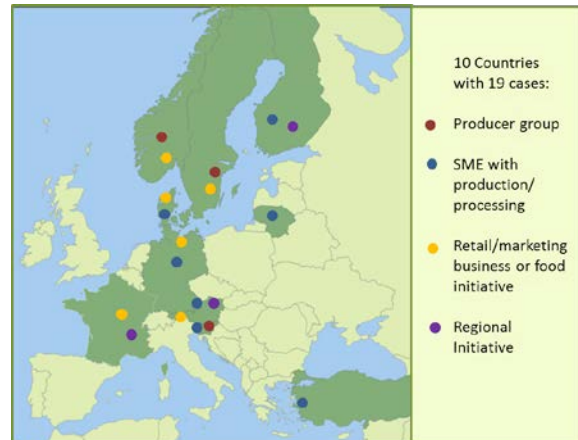 10 Countries
with 19 cases:
Producer group
SME with
production/
processing
Retail/marketing
business or food
initiative
Regional
Initiative